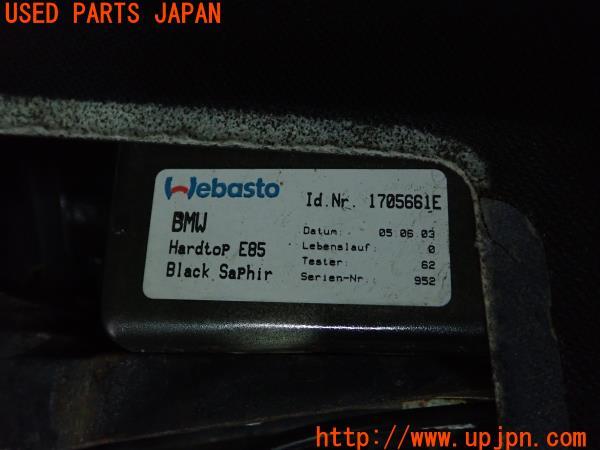 USED PARTS JAPAN
Webasto
Id.Nr. 1705661E
BMW
Hardtop E85
Black Saphir
Datum: 05.06.03
Lebenslauf: 0
Tester: 62
Serien-Nr. 952
http://www.upjpn.com